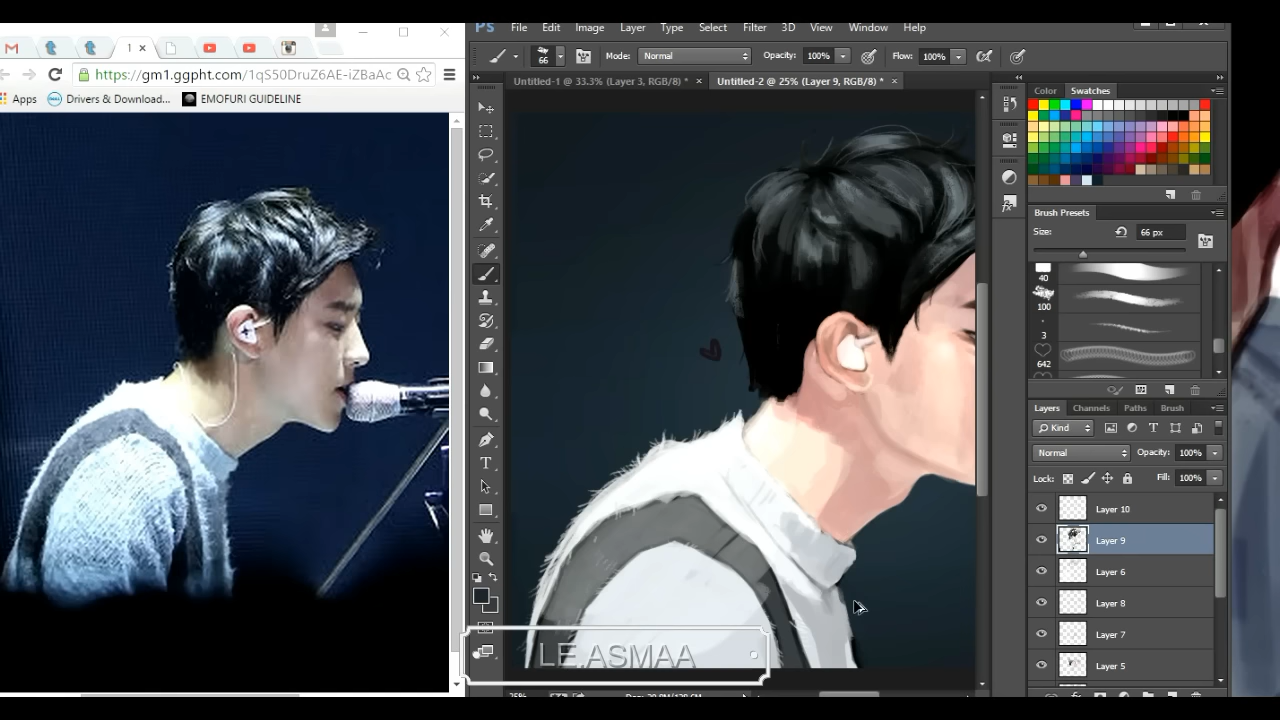 PS File Edit Image Layer Type Select Filter 3D View Window Help
66 Mode: Normal Opacity: 100% Flow: 100%
1 ×
Untitled-1 @ 33.3% (Layer 3, RGB/8) * × Untitled-2 @ 25% (Layer 9, RGB/8) * ×
https://gm1.ggpht.com/1qS50DruZ6AE-iZBaAc
Apps Drivers & Download... EMOFURI GUIDELINE
Color Swatches
Brush Presets
Size: 66 px
40
100
3
642
Layers Channels Paths Brush
Kind
Normal Opacity: 100%
Lock: Fill: 100%
Layer 10
Layer 9
Layer 6
Layer 8
Layer 7
Layer 5
LE.ASMAA
25%